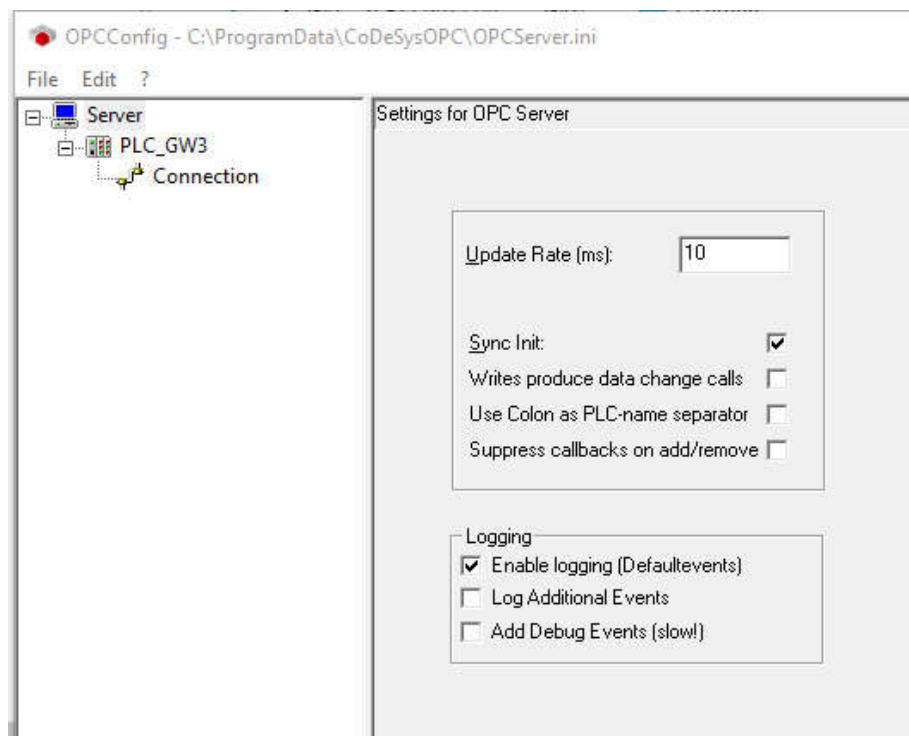 OPCConfig - C:\ProgramData\CoDeSysOPC\OPCServer.ini
File Edit ?
Server
PLC_GW3
Connection
Settings for OPC Server
Update Rate (ms): 10
Sync Init:
Writes produce data change calls
Use Colon as PLC-name separator
Suppress callbacks on add/remove
Logging
Enable logging (Defaultevents)
Log Additional Events
Add Debug Events (slow!)